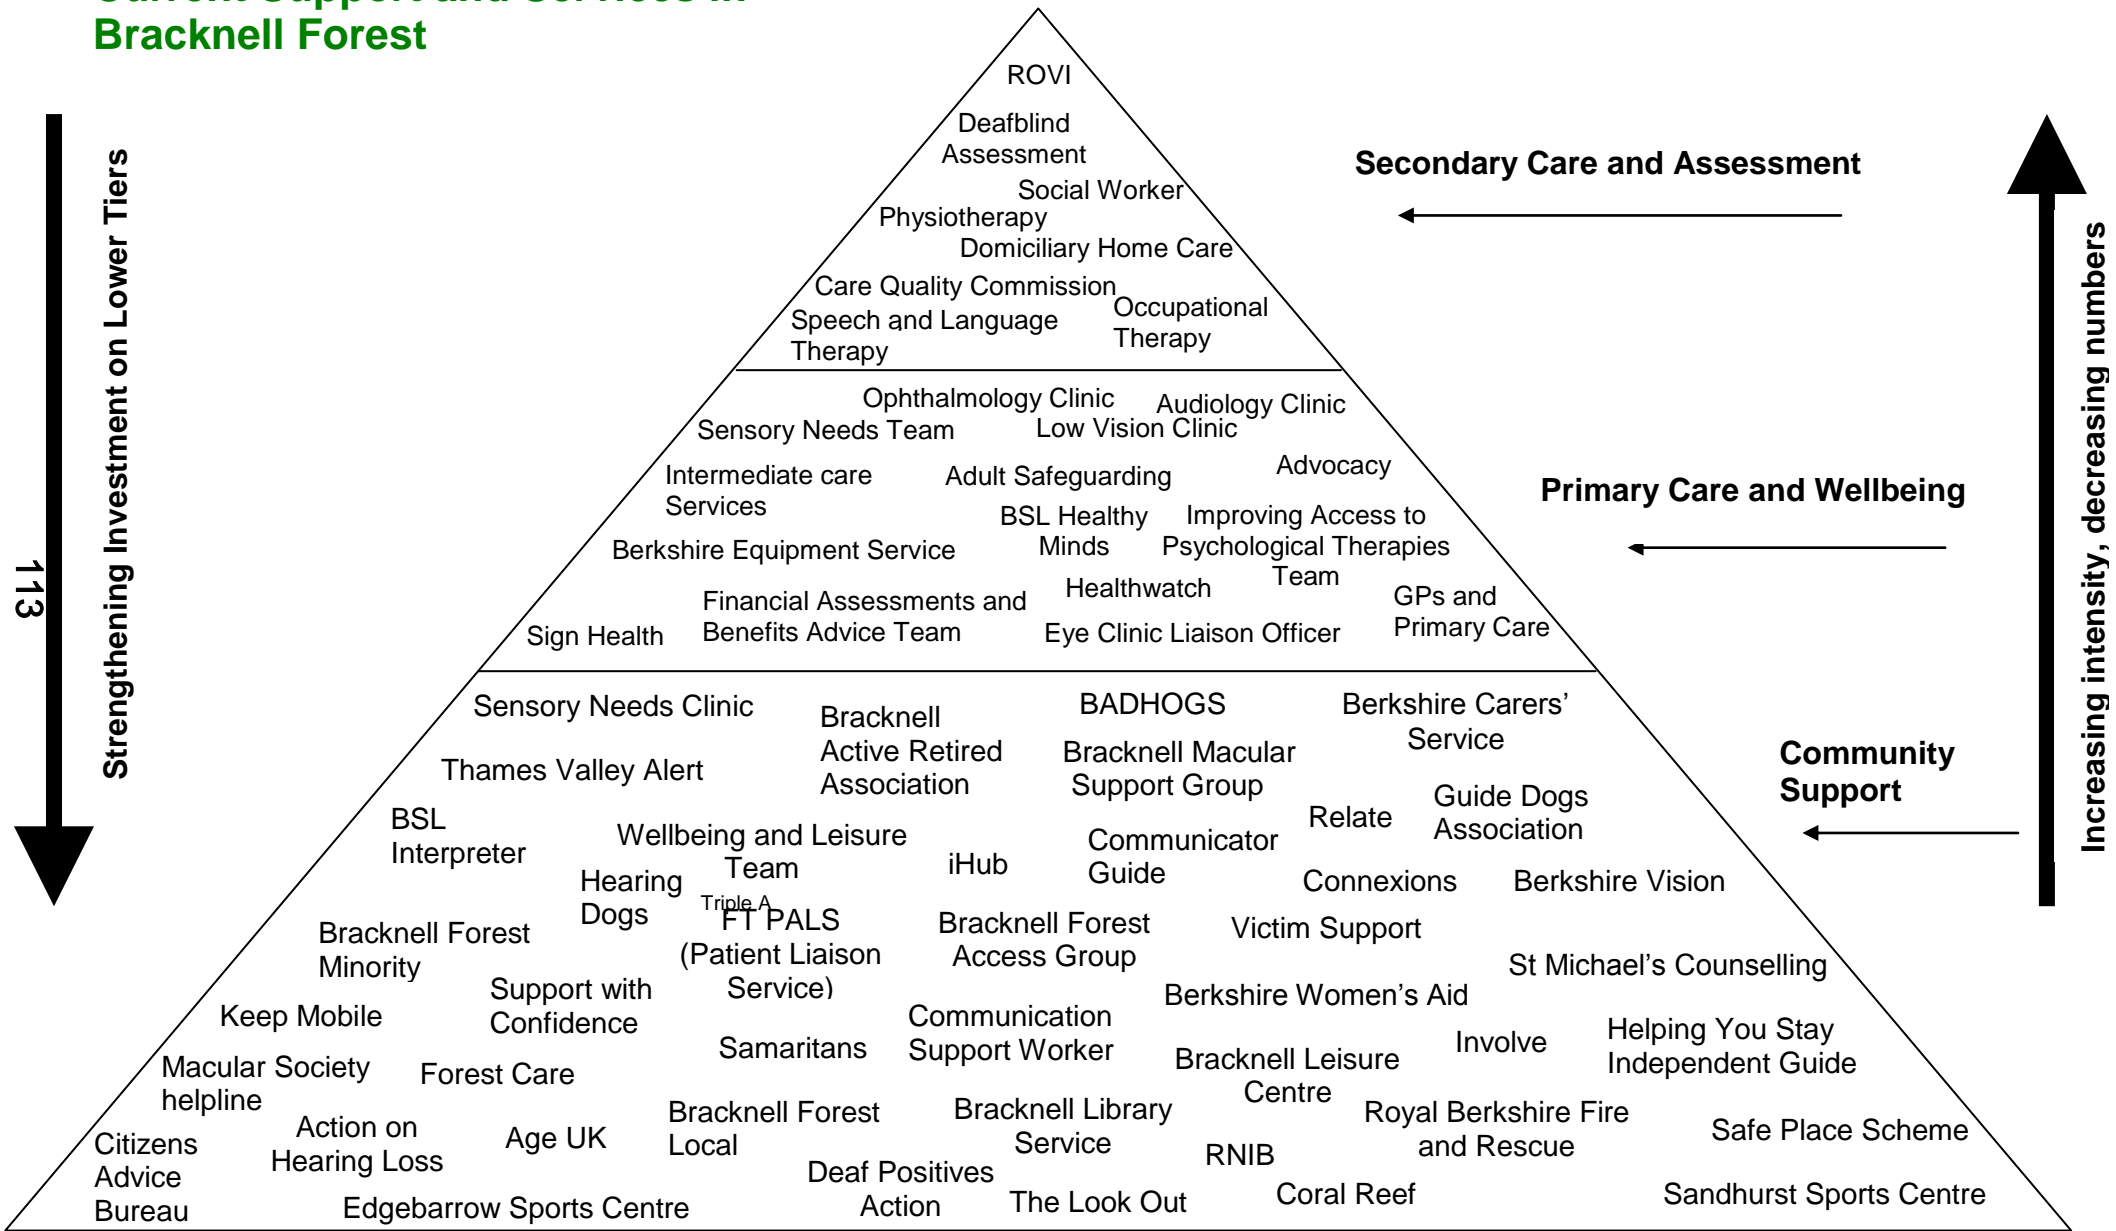 Current Support and Services in
Bracknell Forest
ROVI
Deafblind
Assessment
Social Worker
Physiotherapy
Domiciliary Home Care
Care Quality Commission
Occupational
Therapy
Speech and Language
Therapy
Secondary Care and Assessment
Ophthalmology Clinic
Audiology Clinic
Sensory Needs Team
Low Vision Clinic
Intermediate care
Services
Adult Safeguarding
Advocacy
BSL Healthy
Minds
Improving Access to
Psychological Therapies
Team
Berkshire Equipment Service
Healthwatch
Financial Assessments and
Benefits Advice Team
GPs and
Primary Care
Sign Health
Eye Clinic Liaison Officer
Primary Care and Wellbeing
Sensory Needs Clinic
Bracknell
Active Retired
Association
BADHOGS
Berkshire Carers’
Service
Thames Valley Alert
Bracknell Macular
Support Group
Guide Dogs
Association
BSL
Interpreter
Wellbeing and Leisure
Team
iHub
Communicator
Guide
Relate
Hearing
Dogs
Triple A
Connexions
Berkshire Vision
FT PALS
(Patient Liaison
Service)
Bracknell Forest
Access Group
Victim Support
Bracknell Forest
Minority
St Michael’s Counselling
Support with
Confidence
Berkshire Women’s Aid
Keep Mobile
Communication
Support Worker
Samaritans
Involve
Helping You Stay
Independent Guide
Macular Society
helpline
Forest Care
Bracknell Leisure
Centre
Bracknell Forest
Local
Bracknell Library
Service
Royal Berkshire Fire
and Rescue
Safe Place Scheme
Citizens
Advice
Bureau
Action on
Hearing Loss
Age UK
RNIB
Deaf Positives
Action
Edgebarrow Sports Centre
The Look Out
Coral Reef
Sandhurst Sports Centre
Community
Support
Strengthening Investment on Lower Tiers
Increasing intensity, decreasing numbers
113